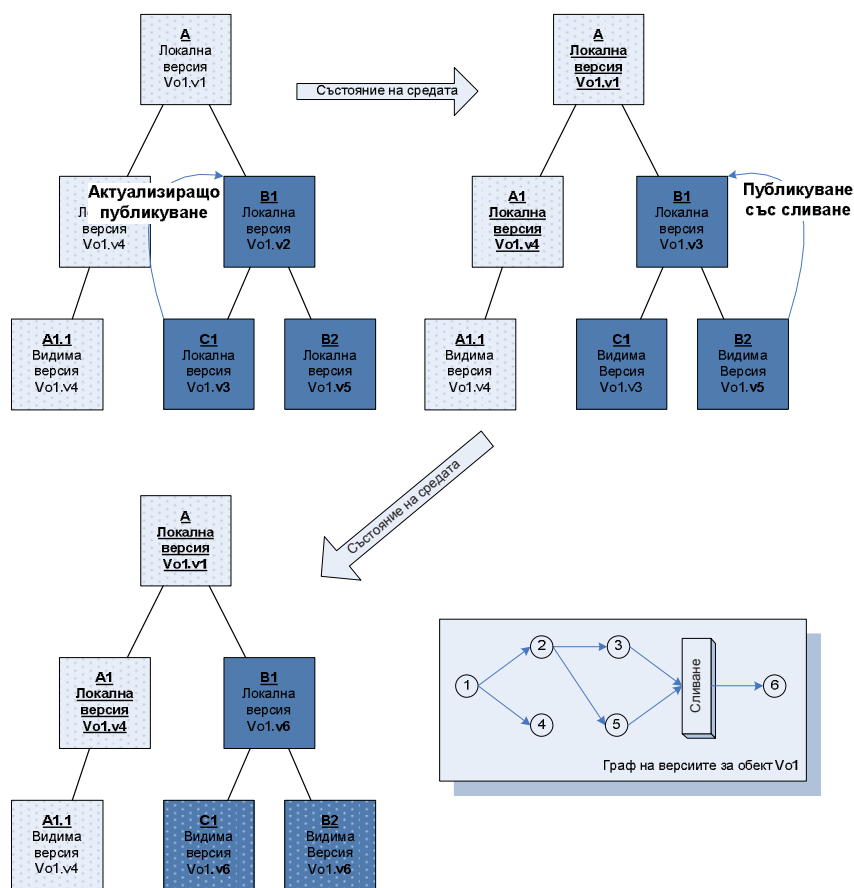 A
Локална
версия
Vo1.v1
Състояние на средата
A
Локална
версия
Vo1.v1
Актуализиращо
публикуване
версия
Vo1.v4
B1
Локална
версия
Vo1.v2
A1
Локална
версия
Vo1.v4
B1
Локална
версия
Vo1.v3
Публикуване
със сливане
A1.1
Видима
версия
Vo1.v4
C1
Локална
версия
Vo1.v3
B2
Локална
версия
Vo1.v5
A1.1
Видима
версия
Vo1.v4
C1
Видима
Версия
Vo1.v3
B2
Видима
Версия
Vo1.v5
Състояние на средата
A
Локална
версия
Vo1.v1
A1
Локална
версия
Vo1.v4
B1
Локална
версия
Vo1.v6
1
2
3
4
5
Сливане
6
Граф на версиите за обект Vo1
A1.1
Видима
версия
Vo1.v4
C1
Видима
версия
Vo1.v6
B2
Видима
Версия
Vo1.v6